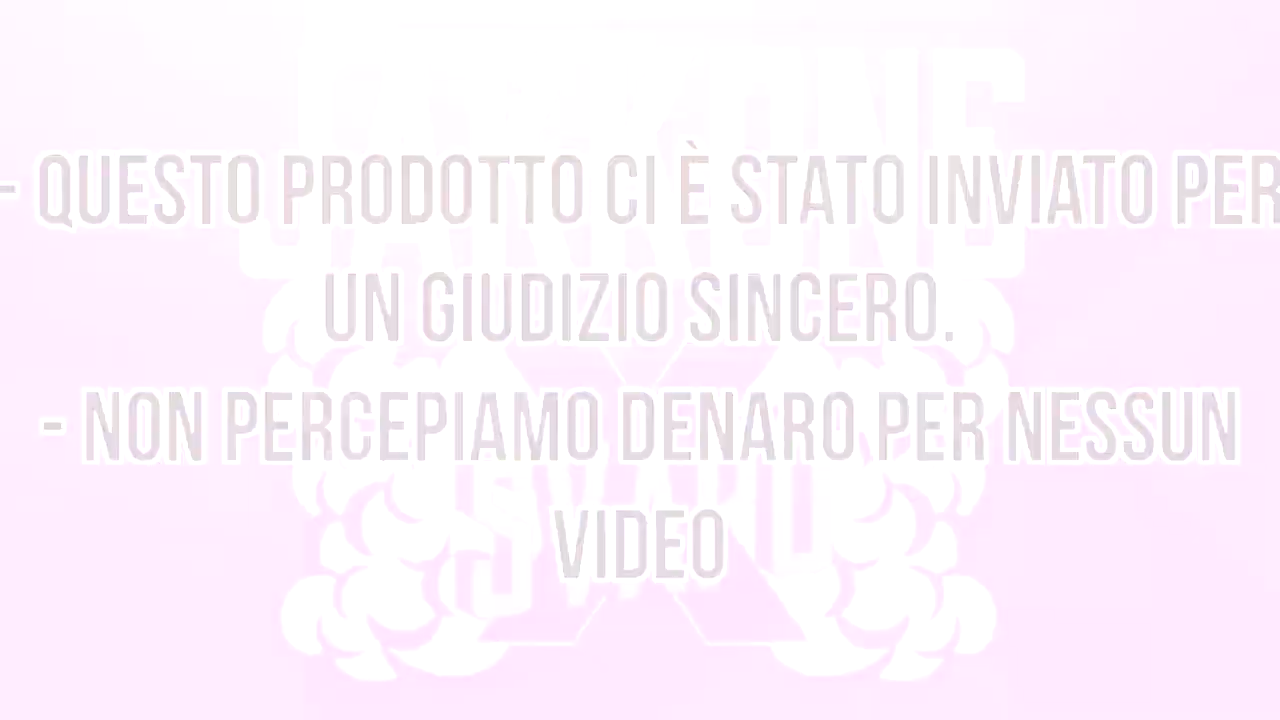 - QUESTO PRODOTTO CI È STATO INVIATO PER
UN GIUDIZIO SINCERO.
- NON PERCEPIAMO DENARO PER NESSUN
VIDEO